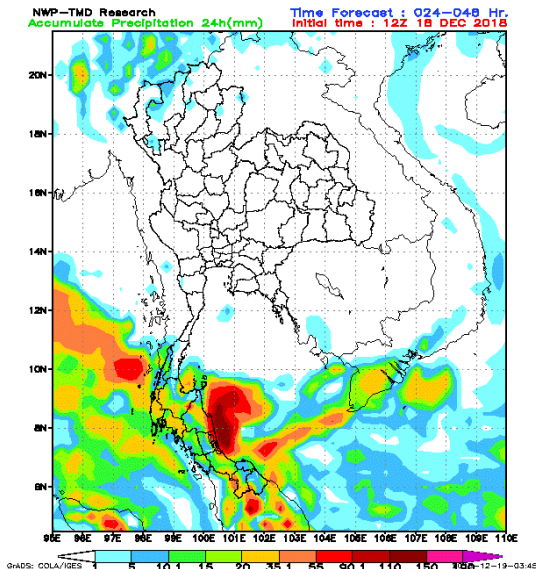 NWP-TMD Research
Time Forecast : 024-048 Hr.
Accumulate Precipitation 24h(mm)
Initial time : 12Z 18 DEC 2018
20N
18N
16N
14N
12N
10N
8N
6N
95E 96E 97E 98E 99E 100E 101E 102E 103E 104E 105E 106E 107E 108E 109E 110E
1 5 10.1 15 20 35.1 55 90.1 110 150
GrADS: COLA/IGES
-12-19-03:45